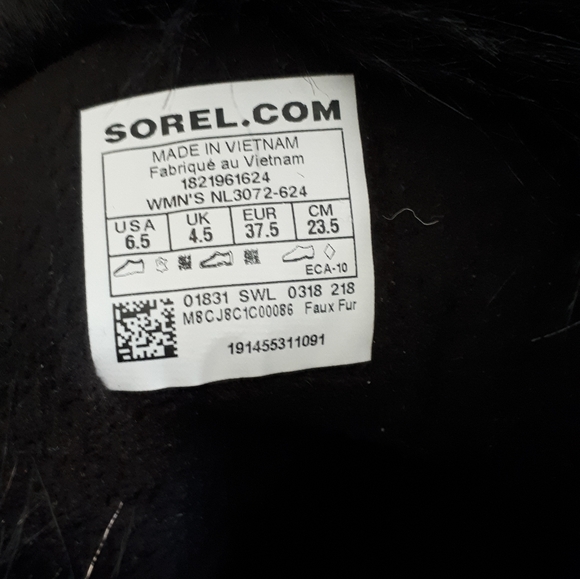 SOREL.COM
MADE IN VIETNAM
Fabriqué au Vietnam
1821961624
WMN'S NL3072-624
USA UK EUR CM
6.5 4.5 37.5 23.5
ECA-10
01831 SWL 0318 218
M8CJ8C1C00086 Faux Fur
191455311091